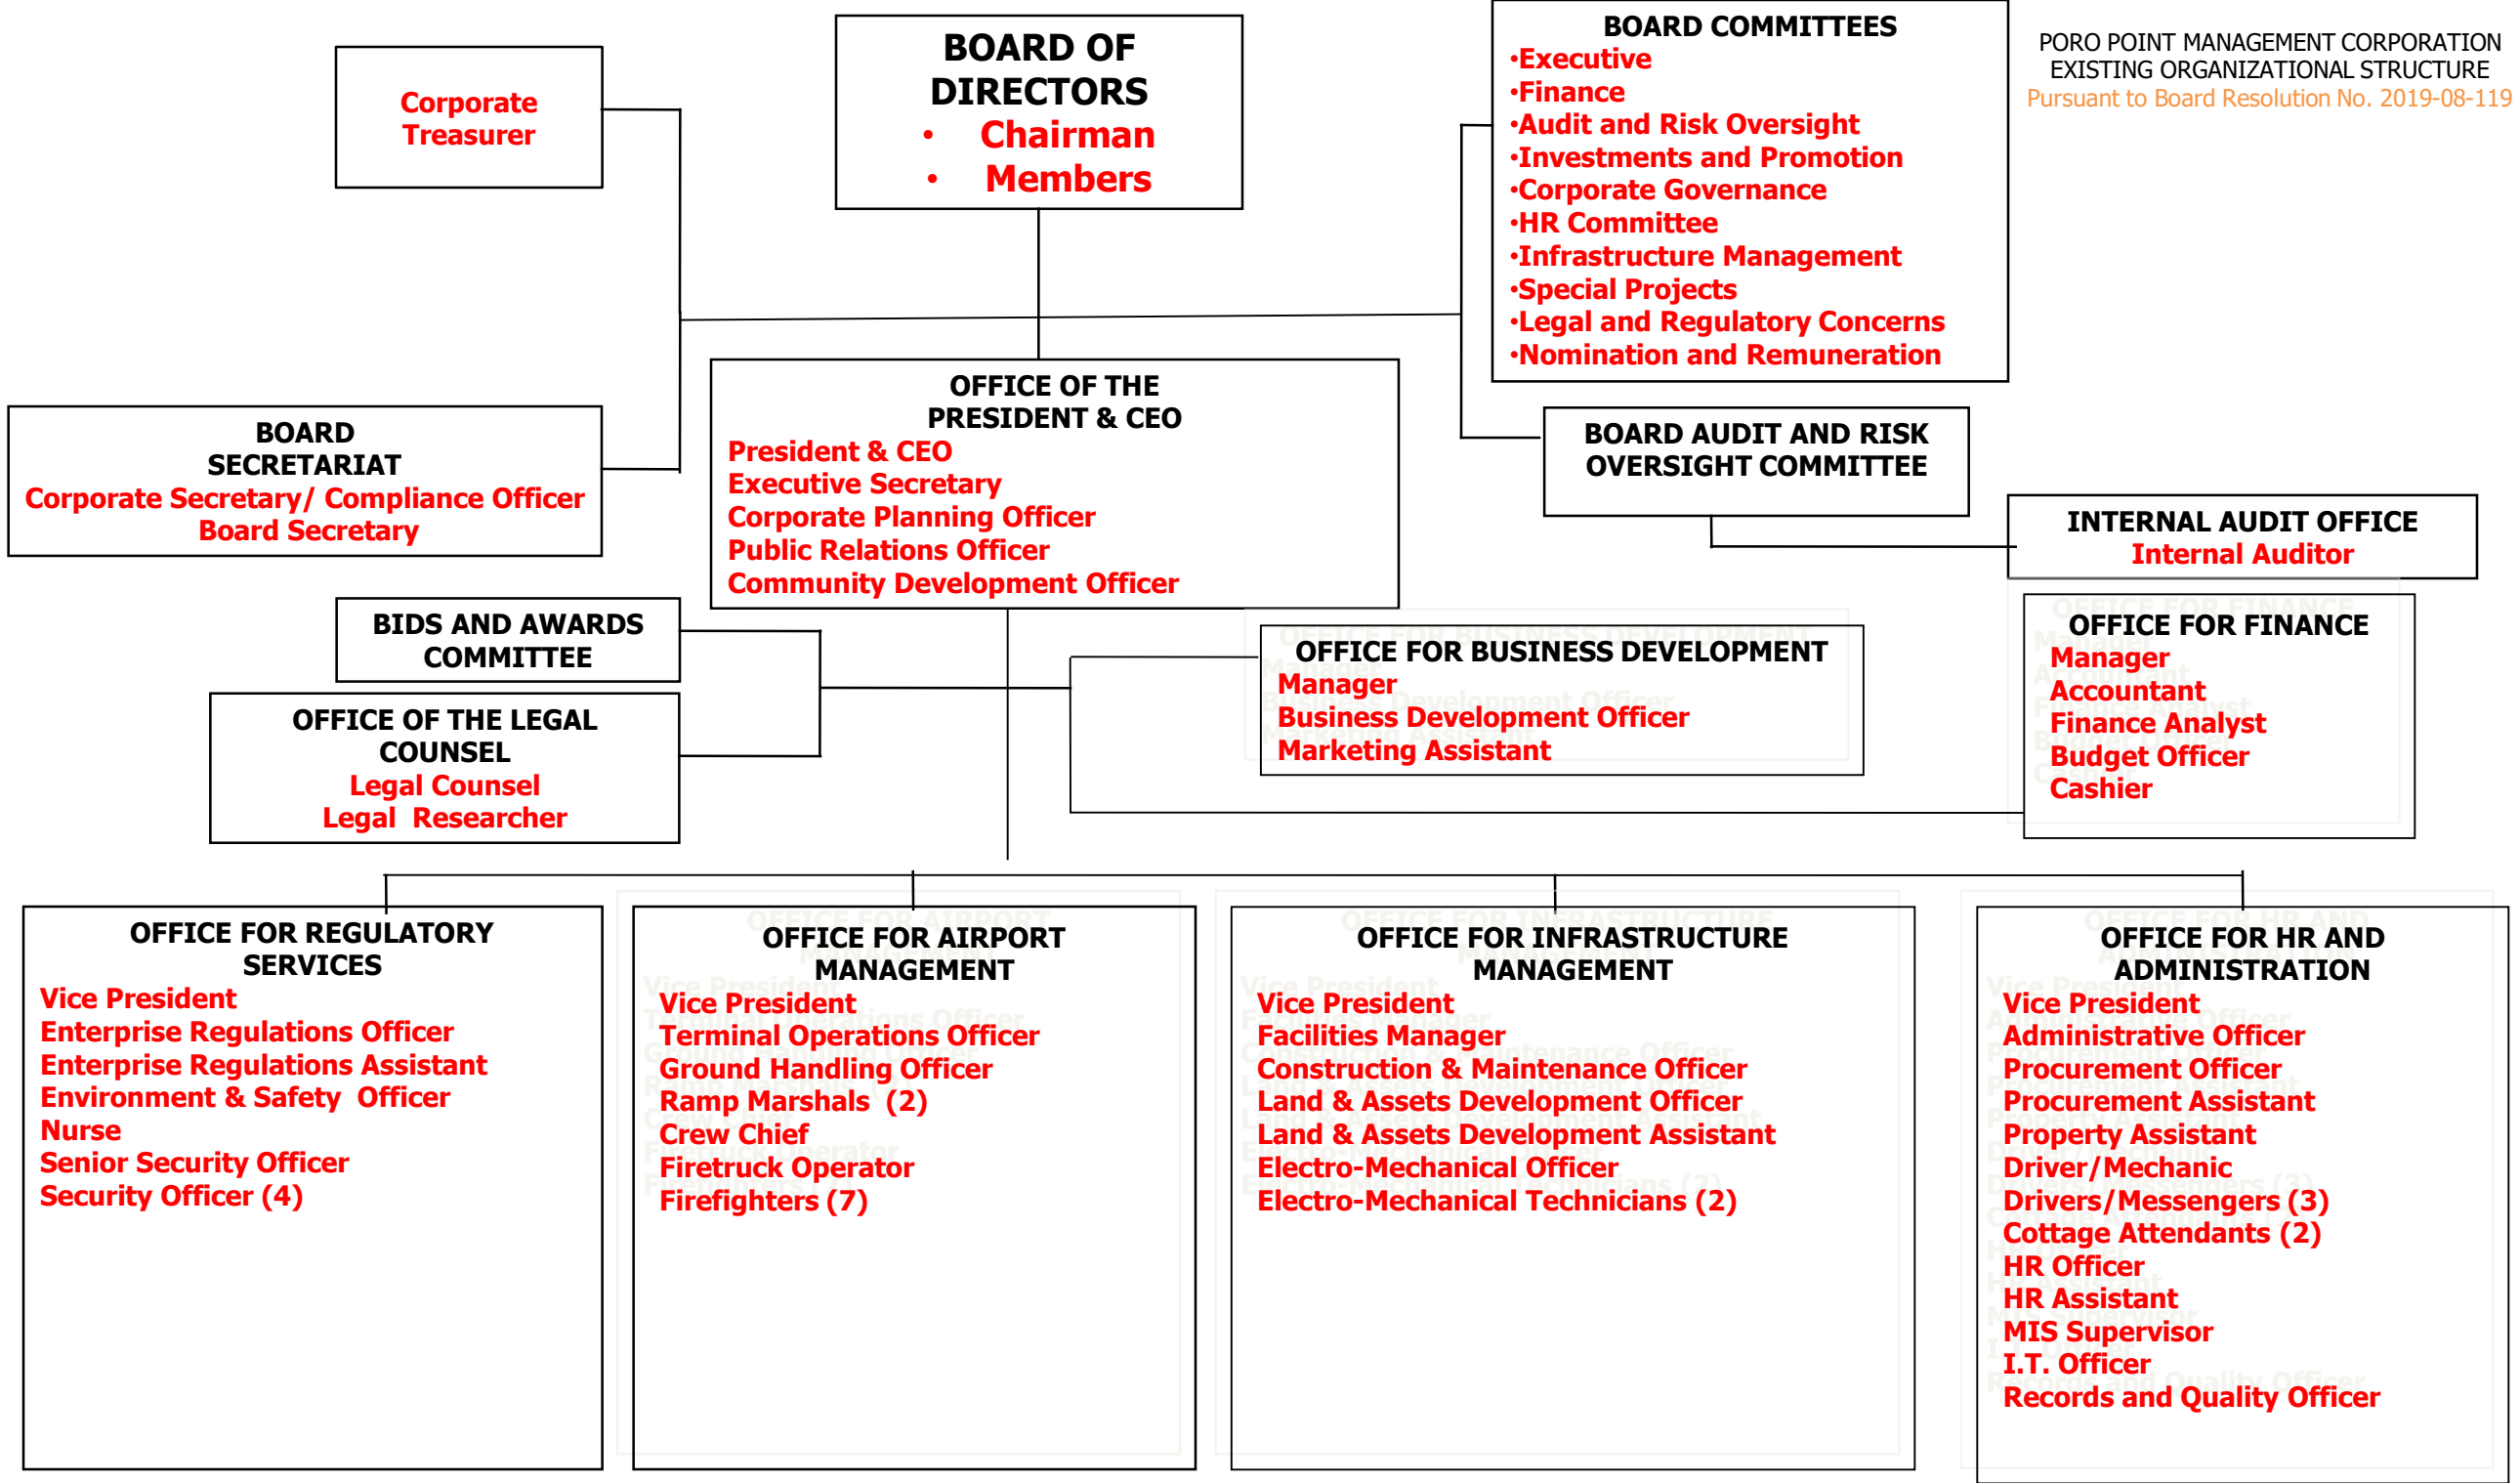 PORO POINT MANAGEMENT CORPORATION
EXISTING ORGANIZATIONAL STRUCTURE
Pursuant to Board Resolution No. 2019-08-119
Corporate
Treasurer
BOARD OF
DIRECTORS
• Chairman
• Members
BOARD COMMITTEES
•Executive
•Finance
•Audit and Risk Oversight
•Investments and Promotion
•Corporate Governance
•HR Committee
•Infrastructure Management
•Special Projects
•Legal and Regulatory Concerns
•Nomination and Remuneration
BOARD
SECRETARIAT
Corporate Secretary/ Compliance Officer
Board Secretary
OFFICE OF THE
PRESIDENT & CEO
President & CEO
Executive Secretary
Corporate Planning Officer
Public Relations Officer
Community Development Officer
BOARD AUDIT AND RISK
OVERSIGHT COMMITTEE
INTERNAL AUDIT OFFICE
Internal Auditor
BIDS AND AWARDS
COMMITTEE
OFFICE OF THE LEGAL
COUNSEL
Legal Counsel
Legal  Researcher
OFFICE FOR BUSINESS DEVELOPMENT
Manager
Business Development Officer
Marketing Assistant
OFFICE FOR FINANCE
Manager
Accountant
Finance Analyst
Budget Officer
Cashier
OFFICE FOR REGULATORY
SERVICES
Vice President
Enterprise Regulations Officer
Enterprise Regulations Assistant
Environment & Safety  Officer
Nurse
Senior Security Officer
Security Officer (4)
OFFICE FOR AIRPORT
MANAGEMENT
Vice President
Terminal Operations Officer
Ground Handling Officer
Ramp Marshals  (2)
Crew Chief
Firetruck Operator
Firefighters (7)
OFFICE FOR INFRASTRUCTURE
MANAGEMENT
Vice President
Facilities Manager
Construction & Maintenance Officer
Land & Assets Development Officer
Land & Assets Development Assistant
Electro-Mechanical Officer
Electro-Mechanical Technicians (2)
OFFICE FOR HR AND
ADMINISTRATION
Vice President
Administrative Officer
Procurement Officer
Procurement Assistant
Property Assistant
Driver/Mechanic
Drivers/Messengers (3)
Cottage Attendants (2)
HR Officer
HR Assistant
MIS Supervisor
I.T. Officer
Records and Quality Officer